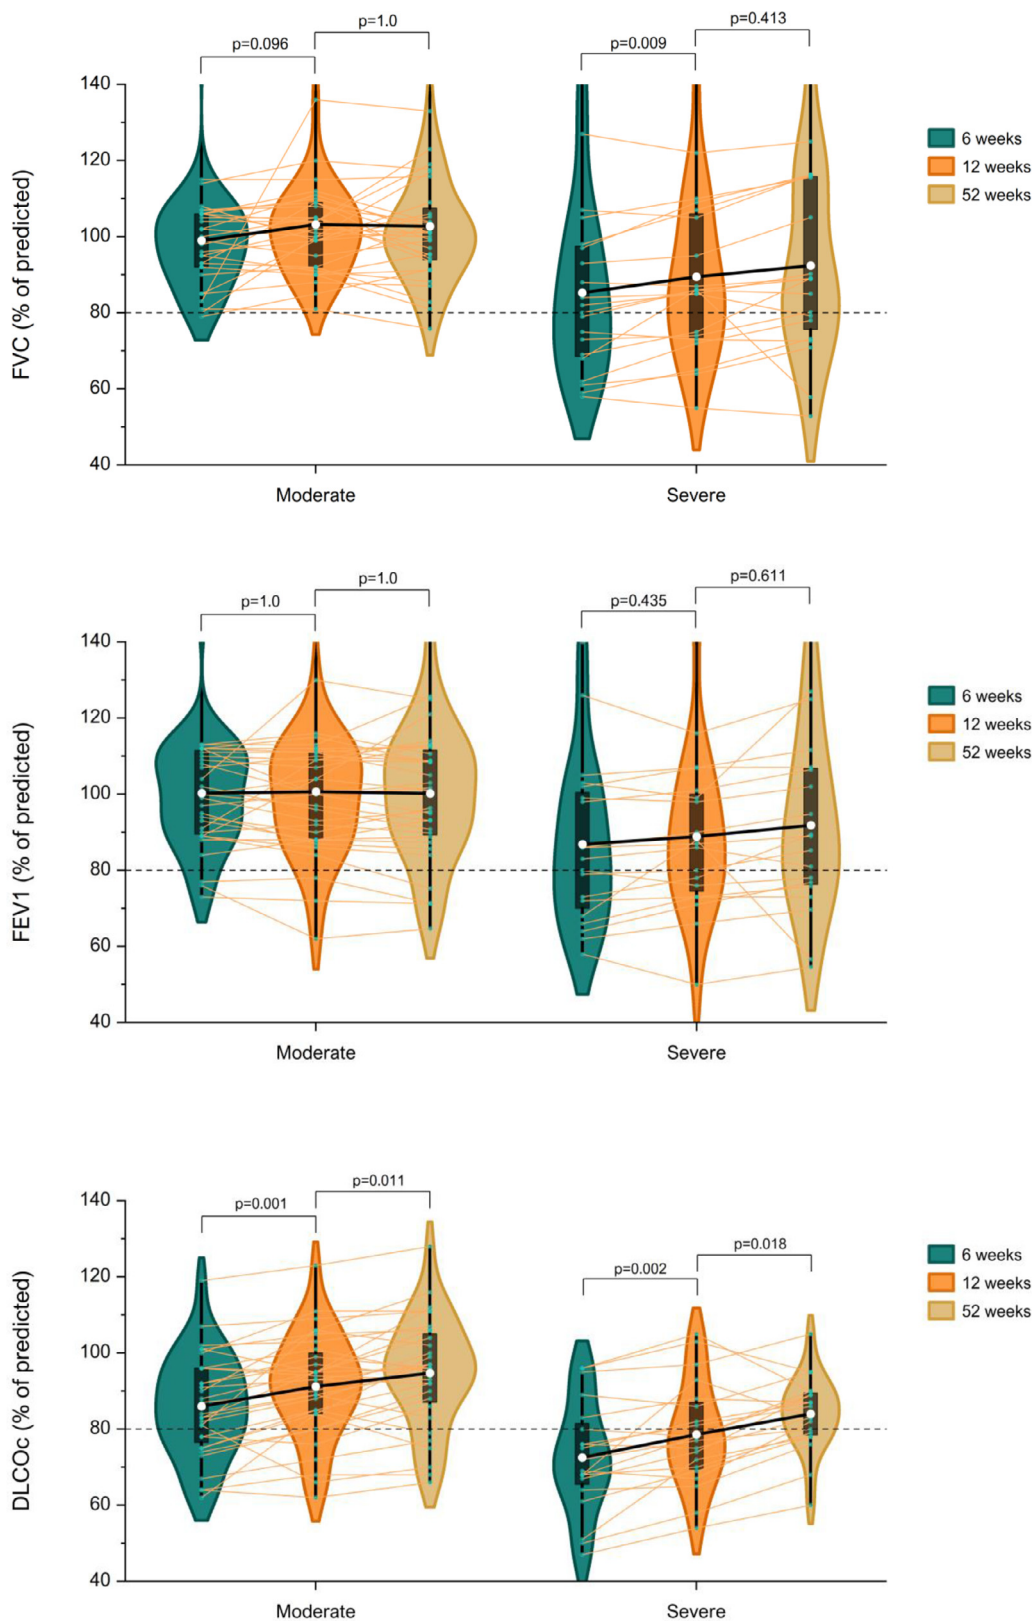 p=1.0
p=0.413
p=0.096
p=0.009
140
120
100
80
60
40
FVC (% of predicted)
Moderate
Severe
6 weeks
12 weeks
52 weeks
p=1.0
p=0.611
p=1.0
p=0.435
140
120
100
80
60
40
FEV1 (% of predicted)
Moderate
Severe
6 weeks
12 weeks
52 weeks
p=0.011
p=0.001
p=0.018
p=0.002
140
120
100
80
60
40
DLCOc (% of predicted)
Moderate
Severe
6 weeks
12 weeks
52 weeks